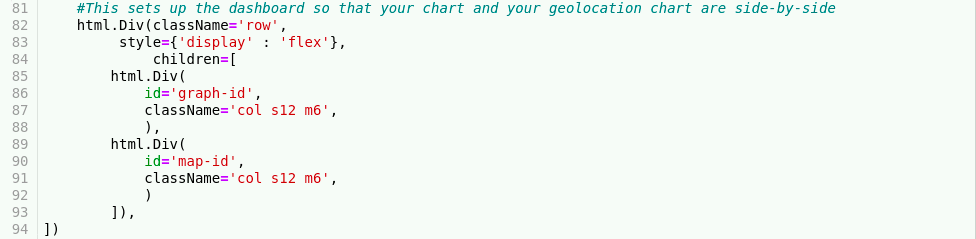 81     #This sets up the dashboard so that your chart and your geolocation chart are side-by-side
82     html.Div(className='row',
83          style={'display' : 'flex'},
84              children=[
85         html.Div(
86             id='graph-id',
87             className='col s12 m6',
88             ),
89         html.Div(
90             id='map-id',
91             className='col s12 m6',
92             )
93         ]),
94 ])